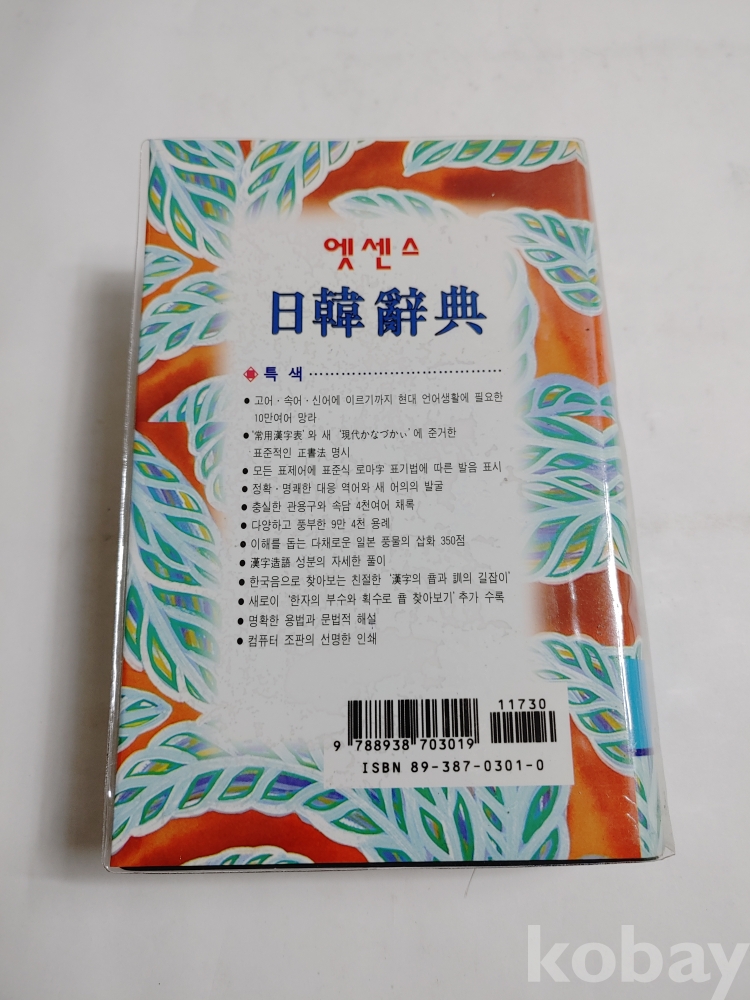 엣센스
日韓辭典
특 색
● 고어·속어·신어에 이르기까지 현대 언어생활에 필요한
10만여어 망라
● '常用漢字表'와 새 '現代かなづかい'에 준거한
표준적인 正書法 명시
● 모든 표제어에 표준식 로마字 표기법에 따른 발음 표시
● 정확·명쾌한 대응 역어와 새 어의의 발굴
● 충실한 관용구와 속담 4천여어 채록
● 다양하고 풍부한 9만 4천 용례
● 이해를 돕는 다채로운 일본 풍물의 삽화 350점
● 漢字造語 성분의 자세한 풀이
● 한국음으로 찾아보는 친절한 '漢字의 音과 訓의 길잡이'
● 새로이 '한자의 부수와 획수로 音 찾아보기' 추가 수록
● 명확한 용법과 문법적 해설
● 컴퓨터 조판의 선명한 인쇄
11730
9 788938 703019
ISBN 89-387-0301-0
kobay